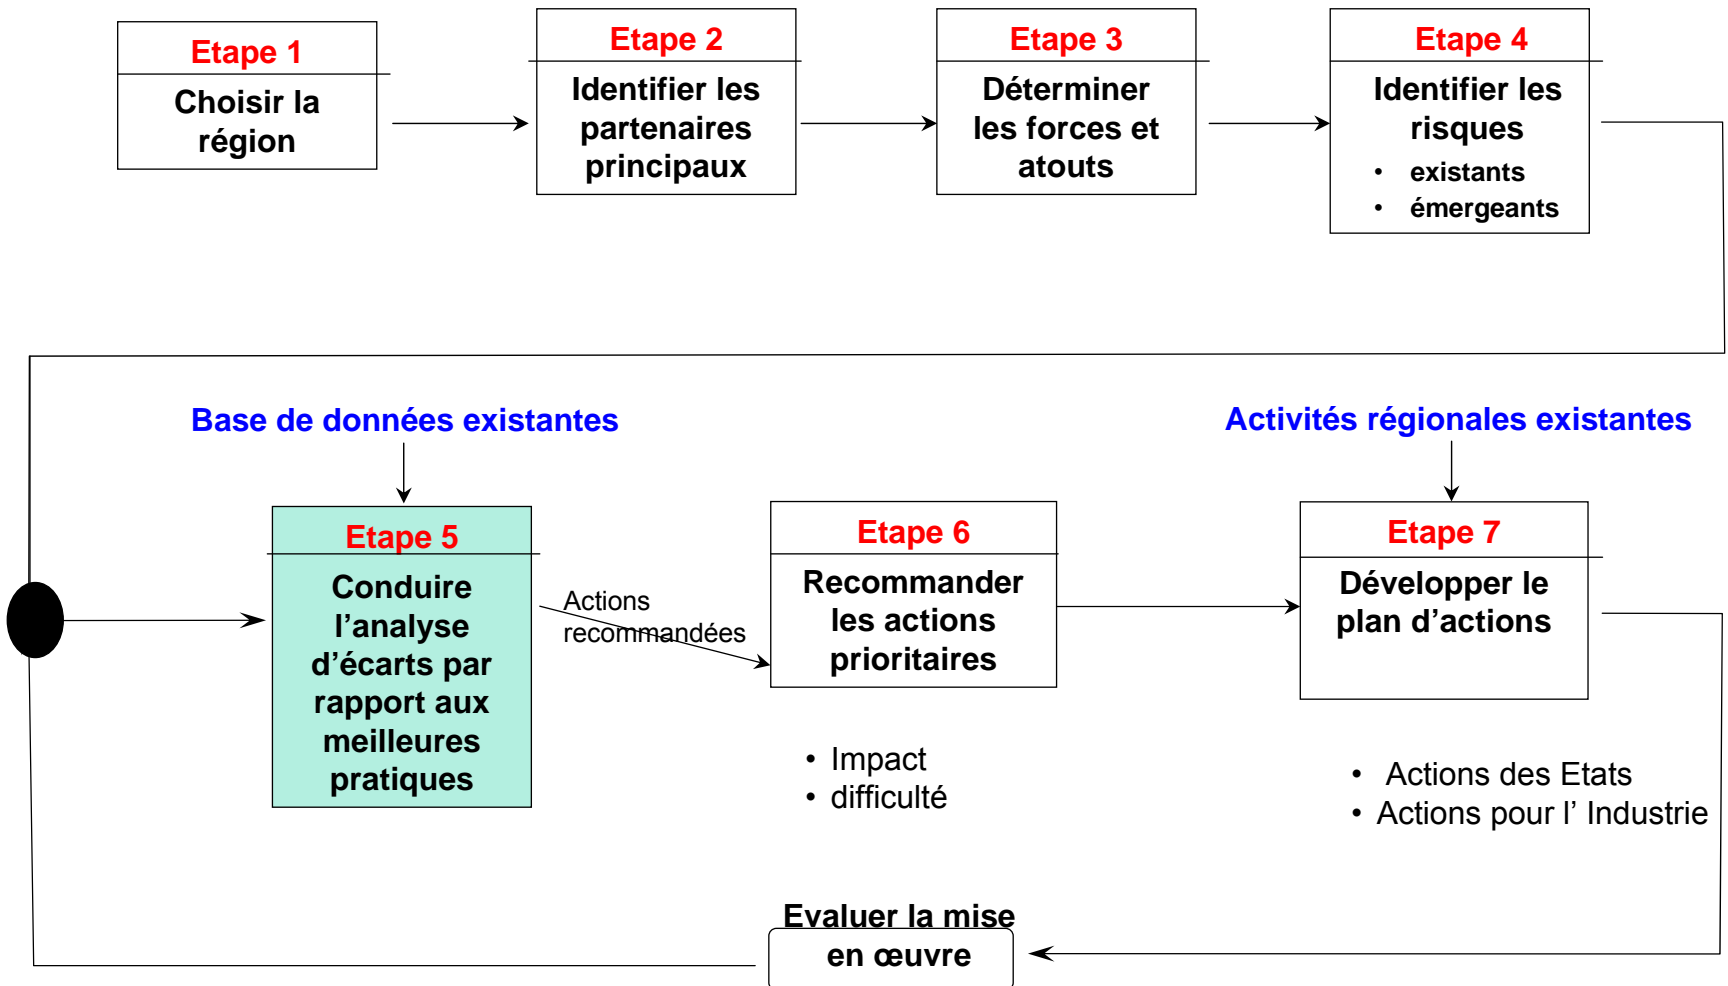 Etape 1
Choisir la
région
Etape 2
Identifier les
partenaires
principaux
Etape 3
Déterminer
les forces et
atouts
Etape 4
Identifier les
risques
• existants
• émergeants
Base de données existantes
Activités régionales existantes
Etape 5
Conduire
l’analyse
d’écarts par
rapport aux
meilleures
pratiques
Actions
recommandées
Etape 6
Recommander
les actions
prioritaires
• Impact
• difficulté
Etape 7
Développer le
plan d’actions
• Actions des Etats
• Actions pour l’ Industrie
Evaluer la mise
en œuvre